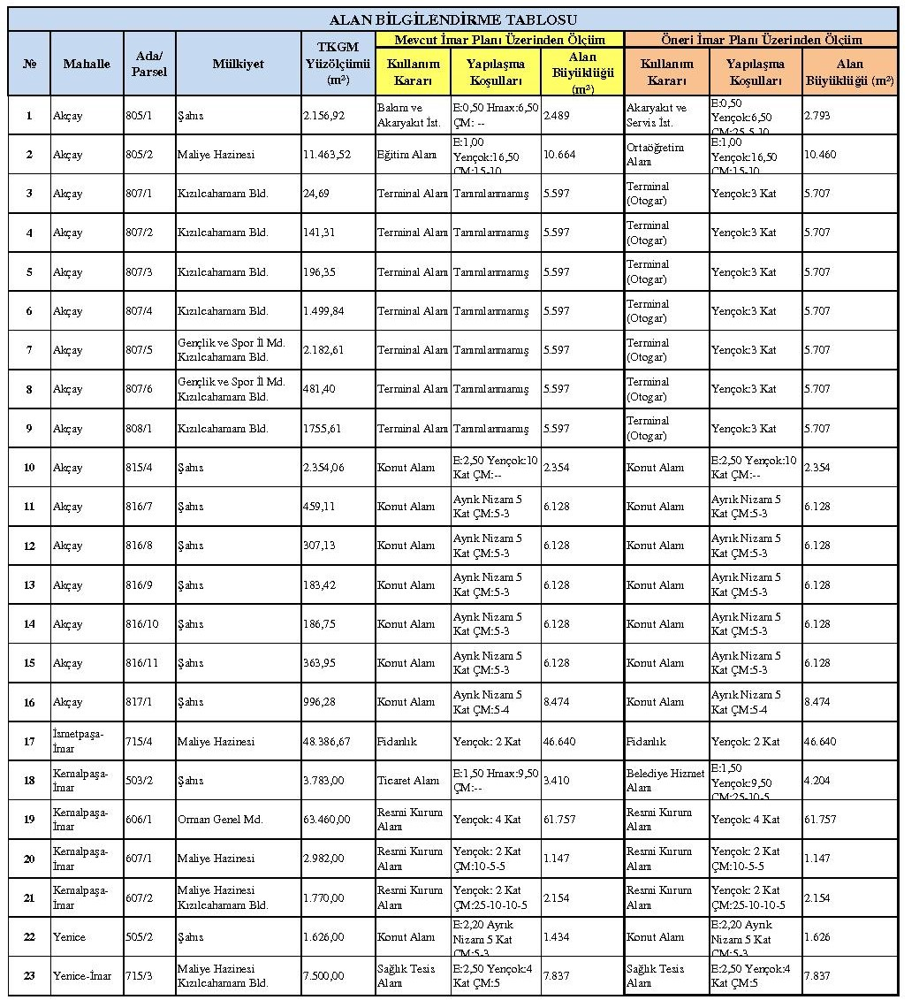 ALAN BİLGİLENDİRME TABLOSU
№ Mahalle Ada/ Parsel Mülkiyet TKGM Yüzölçümü (m²) Mevcut İmar Planı Üzerinden Ölçüm Öneri İmar Planı Üzerinden Ölçüm
Kullanım Kararı Yapılaşma Koşulları Alan Büyüklüğü (m²) Kullanım Kararı Yapılaşma Koşulları Alan Büyüklüğü (m²)
1 Akçay 805/1 Şahıs 2.156,92 Bakım ve Akaryakıt İst. E:0,50 Hmax:6,50 ÇM: -- 2.489 Akaryakıt ve Servis İst. E:0,50 Yençok:6,50 ÇM:25-5-10 2.793
2 Akçay 805/2 Maliye Hazinesi 11.463,52 Eğitim Alanı E:1,00 Yençok:16,50 ÇM:15-10 10.664 Ortaöğretim Alanı E:1,00 Yençok:16,50 ÇM:15-10 10.460
3 Akçay 807/1 Kızılcahamam Bld. 24,69 Terminal Alanı Tanımlanmamış 5.597 Terminal (Otogar) Yençok:3 Kat 5.707
4 Akçay 807/2 Kızılcahamam Bld. 141,31 Terminal Alanı Tanımlanmamış 5.597 Terminal (Otogar) Yençok:3 Kat 5.707
5 Akçay 807/3 Kızılcahamam Bld. 196,35 Terminal Alanı Tanımlanmamış 5.597 Terminal (Otogar) Yençok:3 Kat 5.707
6 Akçay 807/4 Kızılcahamam Bld. 1.499,84 Terminal Alanı Tanımlanmamış 5.597 Terminal (Otogar) Yençok:3 Kat 5.707
7 Akçay 807/5 Gençlik ve Spor İl Md. Kızılcahamam Bld. 2.182,61 Terminal Alanı Tanımlanmamış 5.597 Terminal (Otogar) Yençok:3 Kat 5.707
8 Akçay 807/6 Gençlik ve Spor İl Md. Kızılcahamam Bld. 481,40 Terminal Alanı Tanımlanmamış 5.597 Terminal (Otogar) Yençok:3 Kat 5.707
9 Akçay 808/1 Kızılcahamam Bld. 1755,61 Terminal Alanı Tanımlanmamış 5.597 Terminal (Otogar) Yençok:3 Kat 5.707
10 Akçay 815/4 Şahıs 2.354,06 Konut Alanı E:2,50 Yençok:10 Kat ÇM:-- 2.354 Konut Alanı E:2,50 Yençok:10 Kat ÇM:-- 2.354
11 Akçay 816/7 Şahıs 459,11 Konut Alanı Ayrık Nizam 5 Kat ÇM:5-3 6.128 Konut Alanı Ayrık Nizam 5 Kat ÇM:5-3 6.128
12 Akçay 816/8 Şahıs 307,13 Konut Alanı Ayrık Nizam 5 Kat ÇM:5-3 6.128 Konut Alanı Ayrık Nizam 5 Kat ÇM:5-3 6.128
13 Akçay 816/9 Şahıs 183,42 Konut Alanı Ayrık Nizam 5 Kat ÇM:5-3 6.128 Konut Alanı Ayrık Nizam 5 Kat ÇM:5-3 6.128
14 Akçay 816/10 Şahıs 186,75 Konut Alanı Ayrık Nizam 5 Kat ÇM:5-3 6.128 Konut Alanı Ayrık Nizam 5 Kat ÇM:5-3 6.128
15 Akçay 816/11 Şahıs 363,95 Konut Alanı Ayrık Nizam 5 Kat ÇM:5-3 6.128 Konut Alanı Ayrık Nizam 5 Kat ÇM:5-3 6.128
16 Akçay 817/1 Şahıs 996,28 Konut Alanı Ayrık Nizam 5 Kat ÇM:5-4 8.474 Konut Alanı Ayrık Nizam 5 Kat ÇM:5-4 8.474
17 İsmetpaşa-İmar 715/4 Maliye Hazinesi 48.386,67 Fidanlık Yençok: 2 Kat 46.640 Fidanlık Yençok: 2 Kat 46.640
18 Kemalpaşa-İmar 503/2 Şahıs 3.783,00 Ticaret Alanı E:1,50 Hmax:9,50 ÇM:-- 3.410 Belediye Hizmet Alanı E:1,50 Yençok:9,50 ÇM:25-10-5 4.204
19 Kemalpaşa-İmar 606/1 Orman Genel Md. 63.460,00 Resmi Kurum Alanı Yençok: 4 Kat 61.757 Resmi Kurum Alanı Yençok: 4 Kat 61.757
20 Kemalpaşa-İmar 607/1 Maliye Hazinesi 2.982,00 Resmi Kurum Alanı Yençok: 2 Kat ÇM:10-5-5 1.147 Resmi Kurum Alanı Yençok: 2 Kat ÇM:10-5-5 1.147
21 Kemalpaşa-İmar 607/2 Maliye Hazinesi Kızılcahamam Bld. 1.770,00 Resmi Kurum Alanı Yençok: 2 Kat ÇM:25-10-10-5 2.154 Resmi Kurum Alanı Yençok: 2 Kat ÇM:25-10-10-5 2.154
22 Yenice 505/2 Şahıs 1.626,00 Konut Alanı E:2,20 Ayrık Nizam 5 Kat ÇM:5-3 1.434 Konut Alanı E:2,20 Ayrık Nizam 5 Kat ÇM:5-3 1.626
23 Yenice-İmar 715/3 Maliye Hazinesi Kızılcahamam Bld. 7.500,00 Sağlık Tesis Alanı E:2,50 Yençok:4 Kat ÇM:5 7.837 Sağlık Tesis Alanı E:2,50 Yençok:4 Kat ÇM:5 7.837